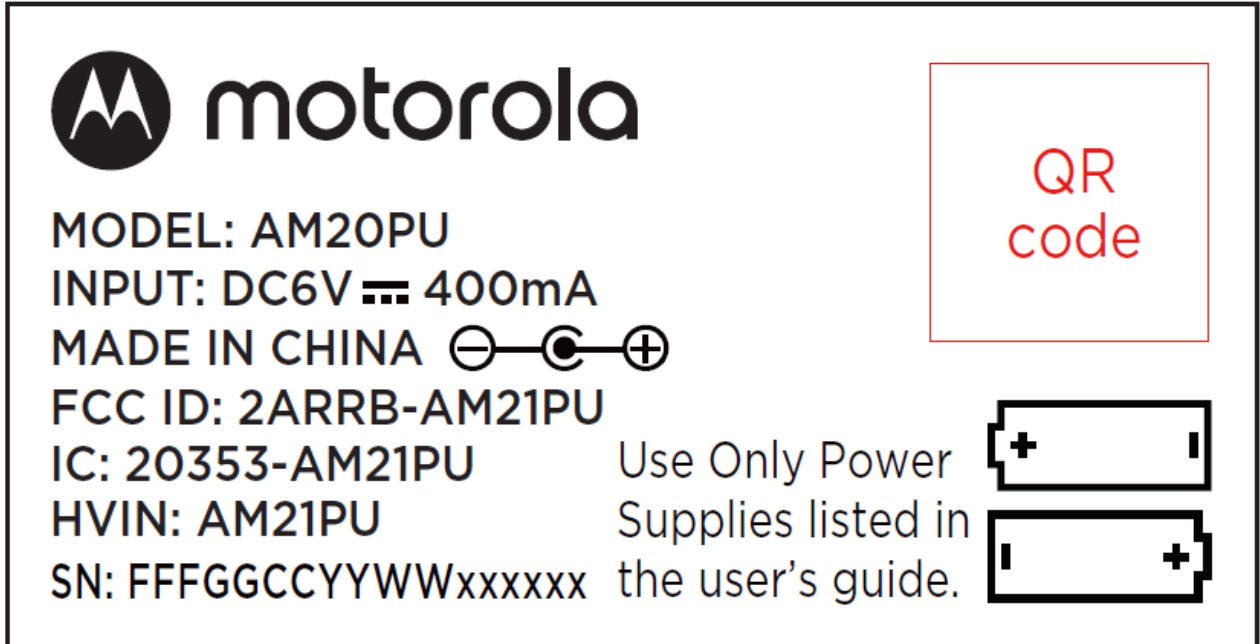 motorola
QR
code
MODEL: AM20PU
INPUT: DC6V ⎓ 400mA
MADE IN CHINA
FCC ID: 2ARRB-AM21PU
IC: 20353-AM21PU
HVIN: AM21PU
SN: FFFGGCCYYWWxxxxxx
Use Only Power
Supplies listed in
the user’s guide.